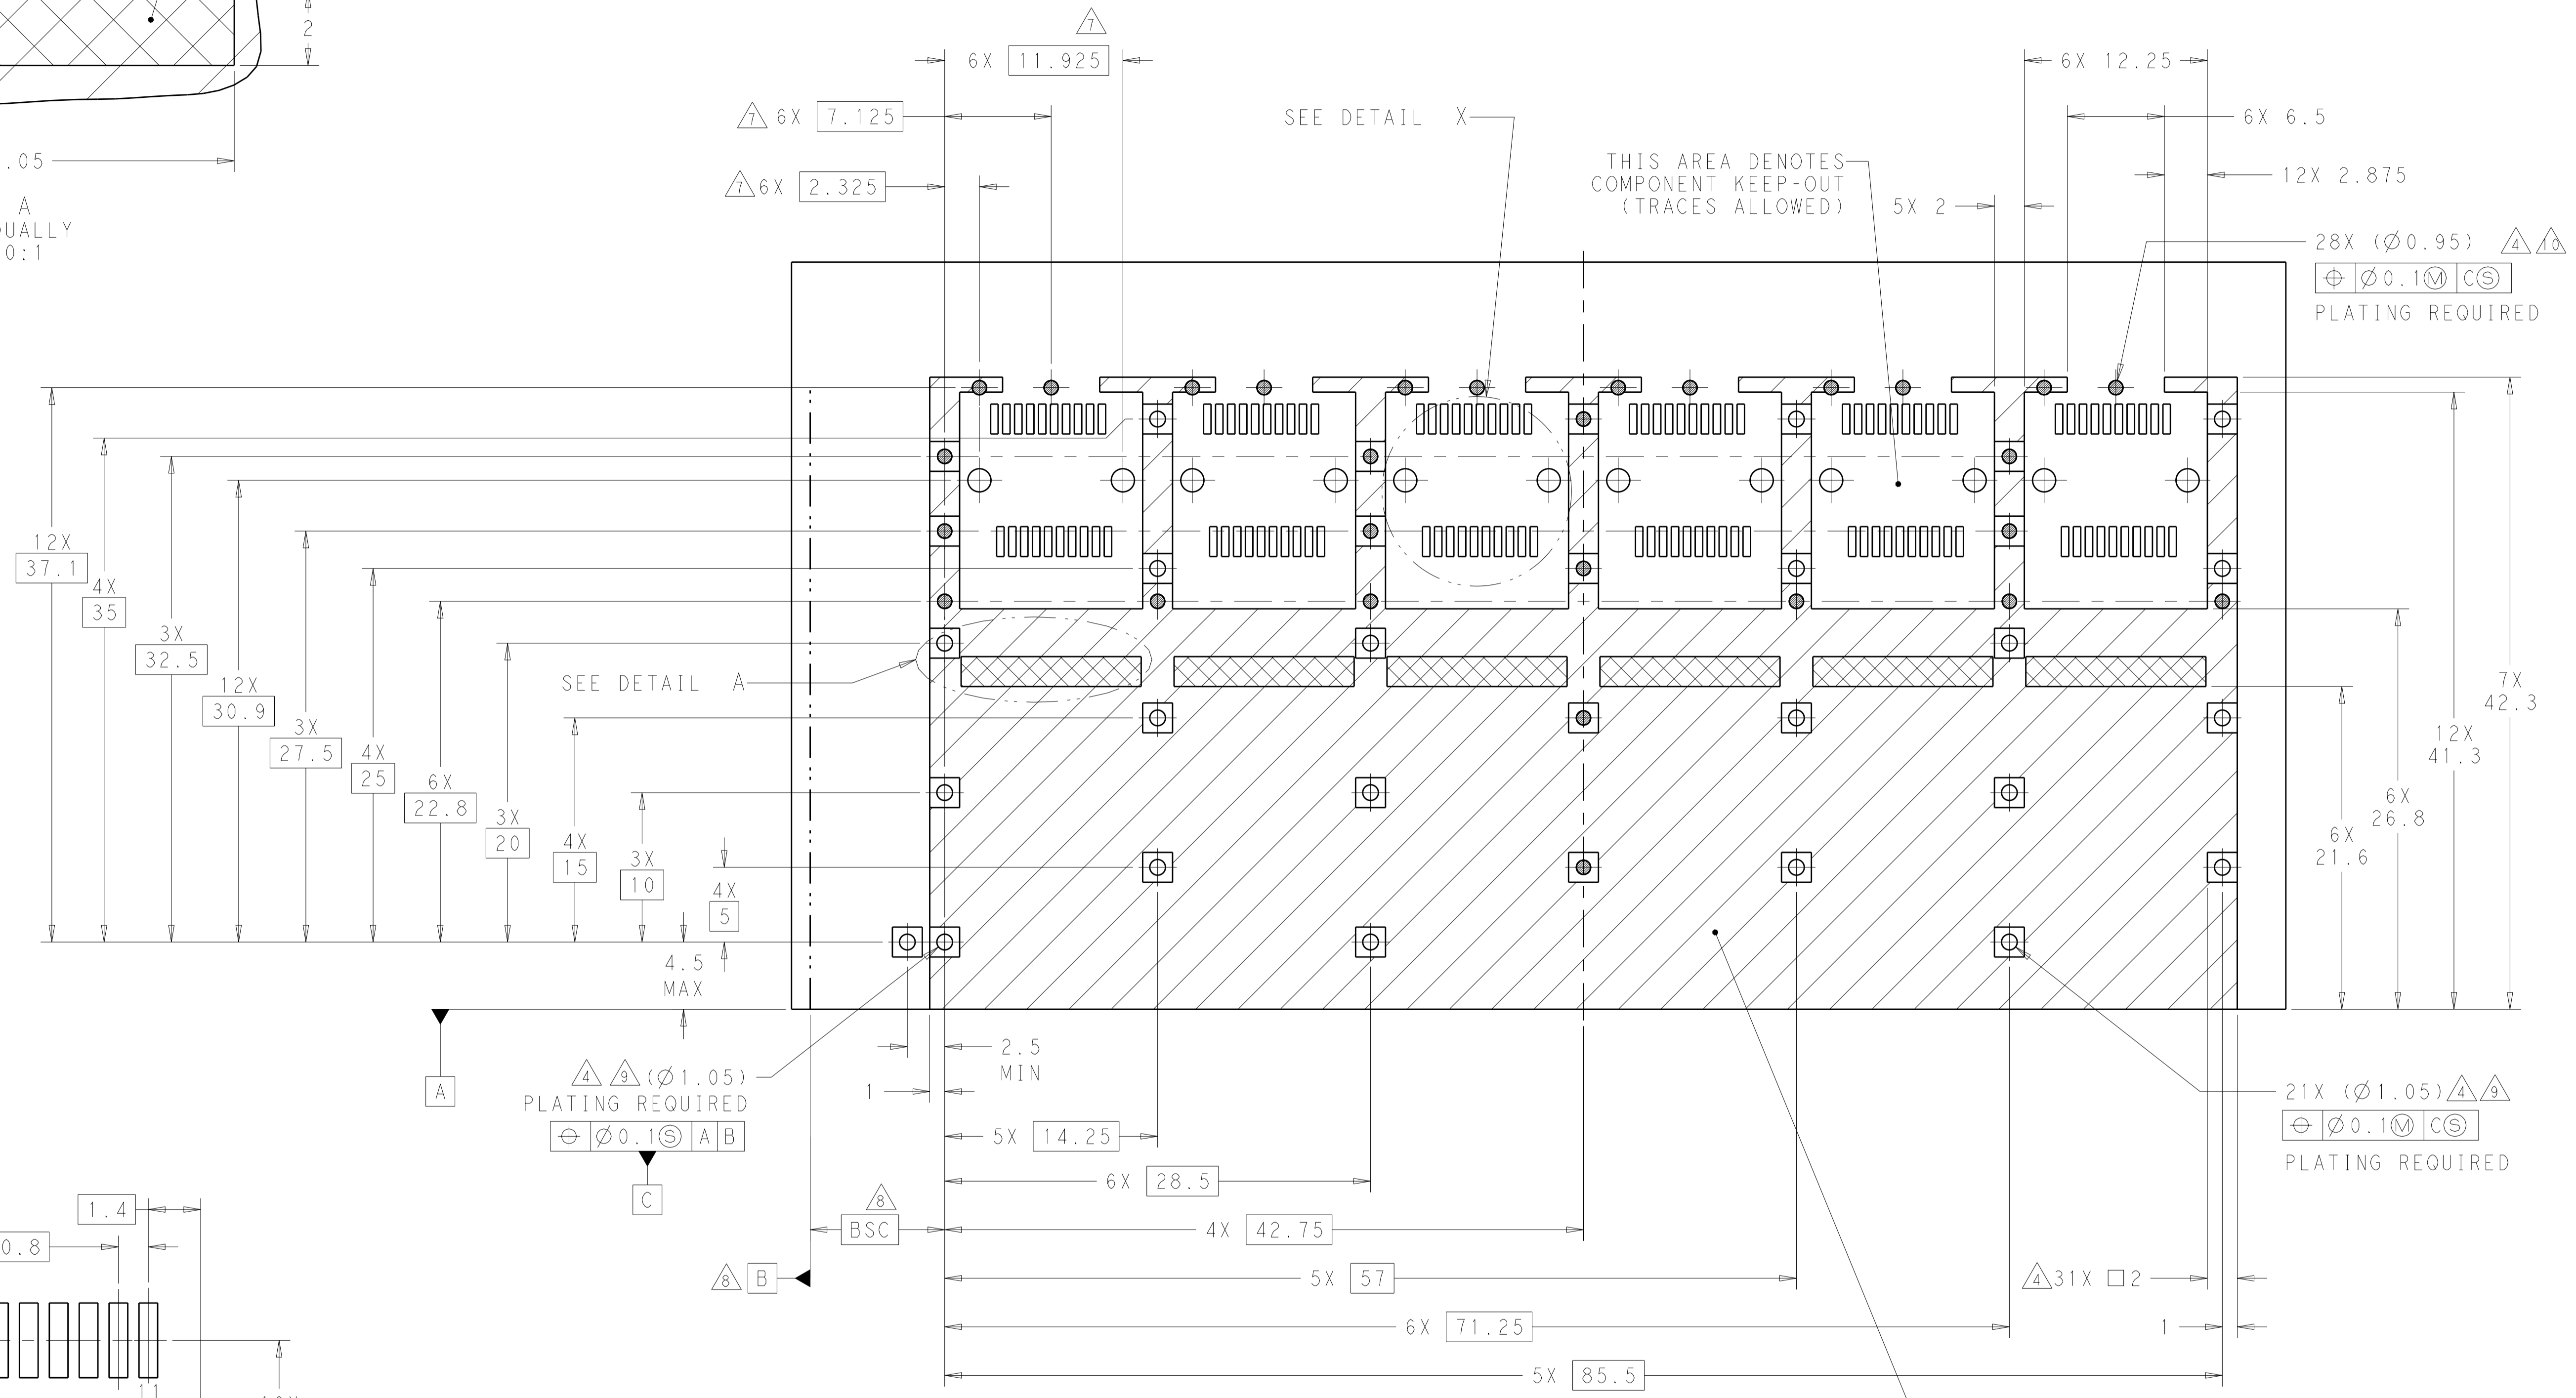 2
.05
A
0:1
7
6X 11.925
7 6X 7.125
7 6X 2.325
SEE DETAIL X
THIS AREA DENOTES
COMPONENT KEEP-OUT
(TRACES ALLOWED)
5X 2
6X 12.25
6X 6.5
12X 2.875
28X (Ø0.95) 4 10
⌖ Ø0.1Ⓜ CⓈ
PLATING REQUIRED
12X
37.1
4X
35
3X
32.5
12X
30.9
3X
27.5
4X
25
6X
22.8
3X
20
4X
15
3X
10
4X
5
4.5
MAX
SEE DETAIL A
7X
42.3
12X
41.3
6X
26.8
6X
21.6
A
4 9 (Ø1.05)
PLATING REQUIRED
⌖ Ø0.1Ⓢ A B
C
2.5
MIN
1
5X 14.25
6X 28.5
8
BSC
4X 42.75
8 B
5X 57
6X 71.25
5X 85.5
21X (Ø1.05) 4 9
⌖ Ø0.1Ⓜ CⓈ
PLATING REQUIRED
4 31X □2
1
1.4
0.8
11